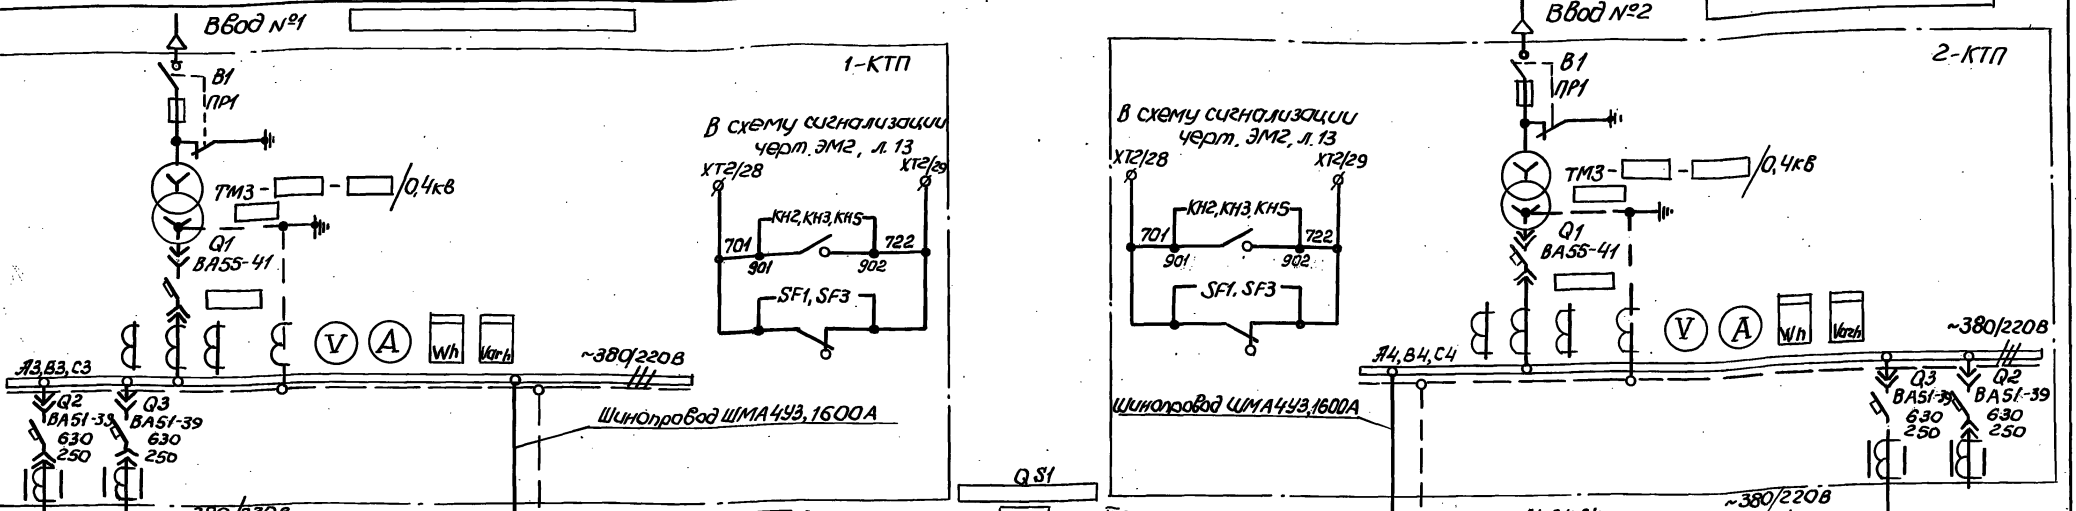 Ввод №1
1-КТП
В1
ПР1
В схему сигнализации
черт. ЭМ2, л.13
ХТ2/28
ХТ2/29
ТМЗ-
-
/0,4кВ
КН2, КН3, КН5
701
722
901
902
Q1
ВА55-41
SF1, SF3
V
A
Wh
Varh
~380/220В
А3, В3, С3
Q2
ВА51-39
630
250
Q3
ВА51-39
630
250
Шинопровод ШМА4У3, 1600А
QS1
Ввод №2
2-КТП
В1
ПР1
В схему сигнализации
черт. ЭМ2, л.13
ХТ2/28
ХТ2/29
ТМЗ-
-
/0,4кВ
КН2, КН3, КН5
701
722
901
902
Q1
ВА55-41
SF1, SF3
V
A
Wh
Varh
~380/220В
А4, В4, С4
Q3
ВА51-39
630
250
Q2
ВА51-39
630
250
Шинопровод ШМА4У3, 1600А
~380/220В